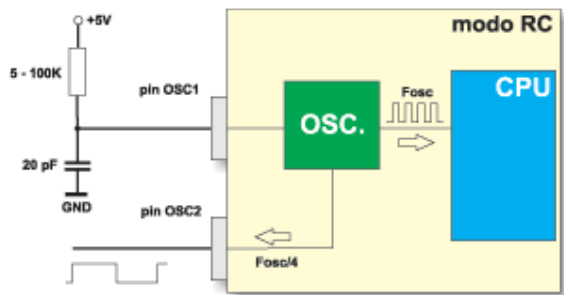 +5V
modo RC
5 - 100K
pin OSC1
Fosc
CPU
OSC.
20 pF
GND
pin OSC2
Fosc/4